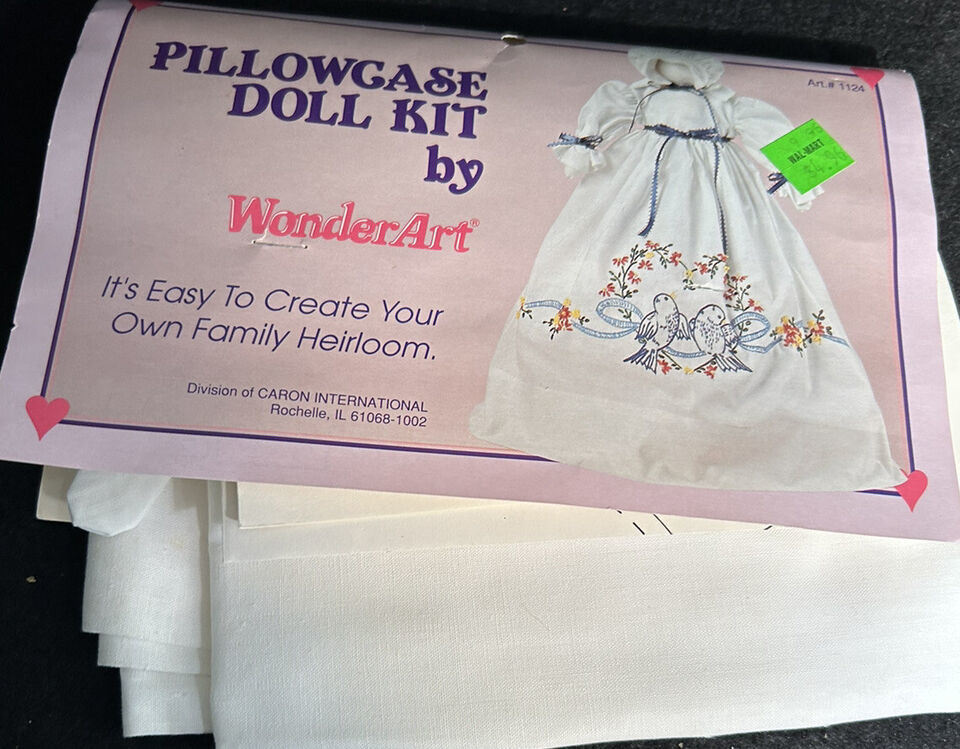 PILLOWCASE
DOLL KIT
by
WonderArt®
It's Easy To Create Your
Own Family Heirloom.
Division of CARON INTERNATIONAL
Rochelle, IL 61068-1002
Art.# 1124
WAL-MART